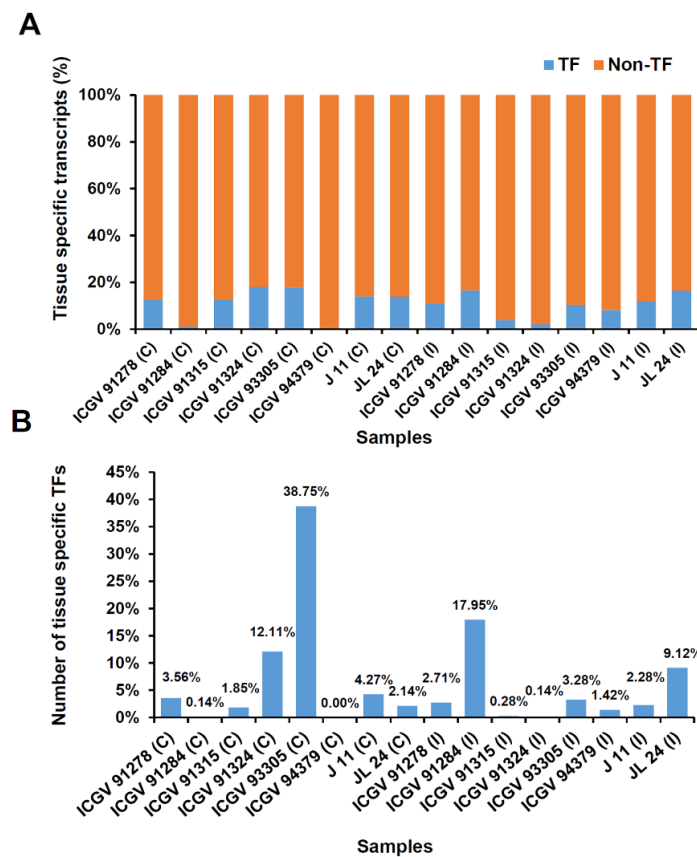 A
TF Non-TF
Tissue specific transcripts (%)
100%
80%
60%
40%
20%
0%
ICGV 91278 (C)
ICGV 91284 (C)
ICGV 91315 (C)
ICGV 91324 (C)
ICGV 93305 (C)
ICGV 94379 (C)
J 11 (C)
JL 24 (C)
ICGV 91278 (I)
ICGV 91284 (I)
ICGV 91315 (I)
ICGV 91324 (I)
ICGV 93305 (I)
ICGV 94379 (I)
J 11 (I)
JL 24 (I)
Samples
B
Number of tissue specific TFs
45%
40%
35%
30%
25%
20%
15%
10%
5%
0%
3.56%
0.14%
1.85%
12.11%
38.75%
0.00%
4.27%
2.14%
2.71%
17.95%
0.28%
0.14%
3.28%
1.42%
2.28%
9.12%
ICGV 91278 (C)
ICGV 91284 (C)
ICGV 91315 (C)
ICGV 91324 (C)
ICGV 93305 (C)
ICGV 94379 (C)
J 11 (C)
JL 24 (C)
ICGV 91278 (I)
ICGV 91284 (I)
ICGV 91315 (I)
ICGV 91324 (I)
ICGV 93305 (I)
ICGV 94379 (I)
J 11 (I)
JL 24 (I)
Samples